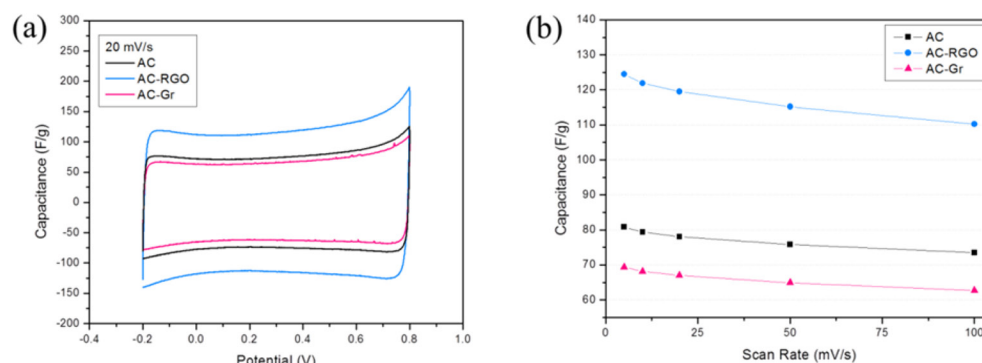 (a)
300
250
200
150
100
50
0
-50
-100
-150
-200
Capacitance (F/g)
20 mV/s
AC
AC-RGO
AC-Gr
-0.4
-0.2
0.0
0.2
0.4
0.6
0.8
1.0
Potential (V)
(b)
140
130
120
110
100
90
80
70
60
Capacitance (F/g)
AC
AC-RGO
AC-Gr
0
25
50
75
100
Scan Rate (mV/s)